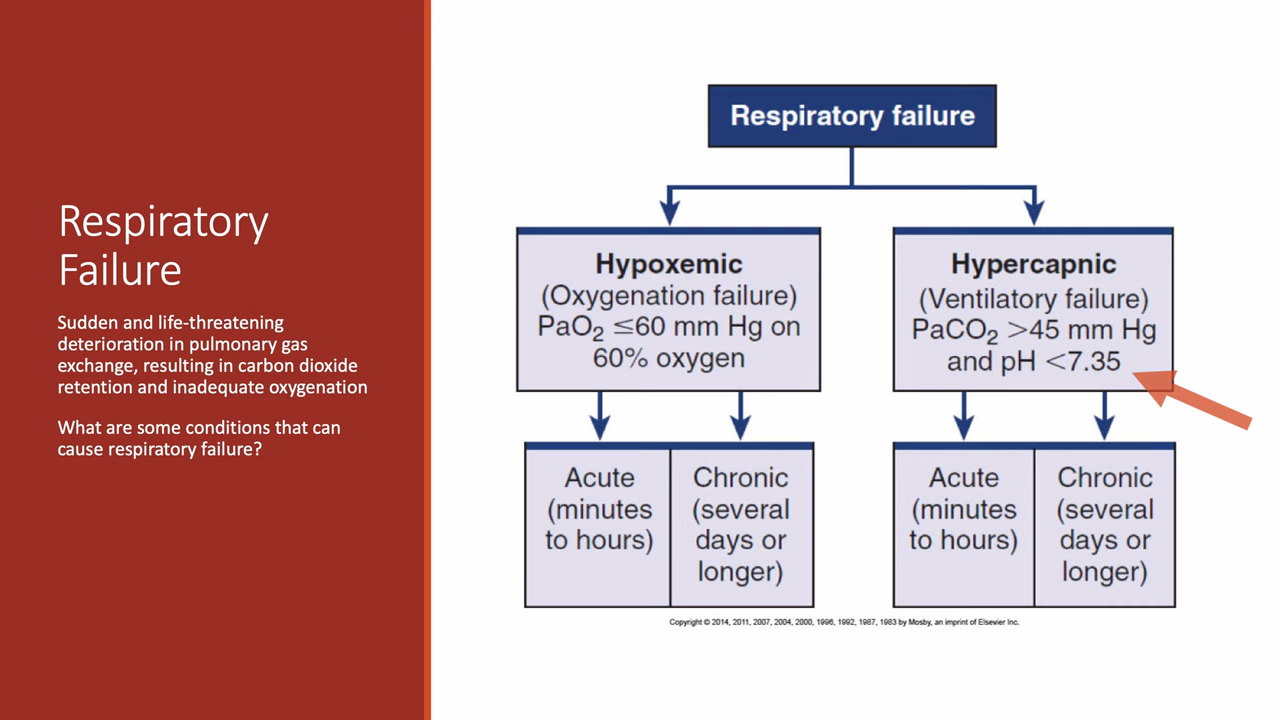 Respiratory
Failure
Sudden and life-threatening
deterioration in pulmonary gas
exchange, resulting in carbon dioxide
retention and inadequate oxygenation
What are some conditions that can
cause respiratory failure?
Respiratory failure
Hypoxemic
(Oxygenation failure)
PaO₂ ≤60 mm Hg on
60% oxygen
Hypercapnic
(Ventilatory failure)
PaCO₂ >45 mm Hg
and pH <7.35
Acute
(minutes
to hours)
Chronic
(several
days or
longer)
Acute
(minutes
to hours)
Chronic
(several
days or
longer)
Copyright © 2014, 2011, 2007, 2004, 2000, 1996, 1992, 1987, 1983 by Mosby, an imprint of Elsevier Inc.